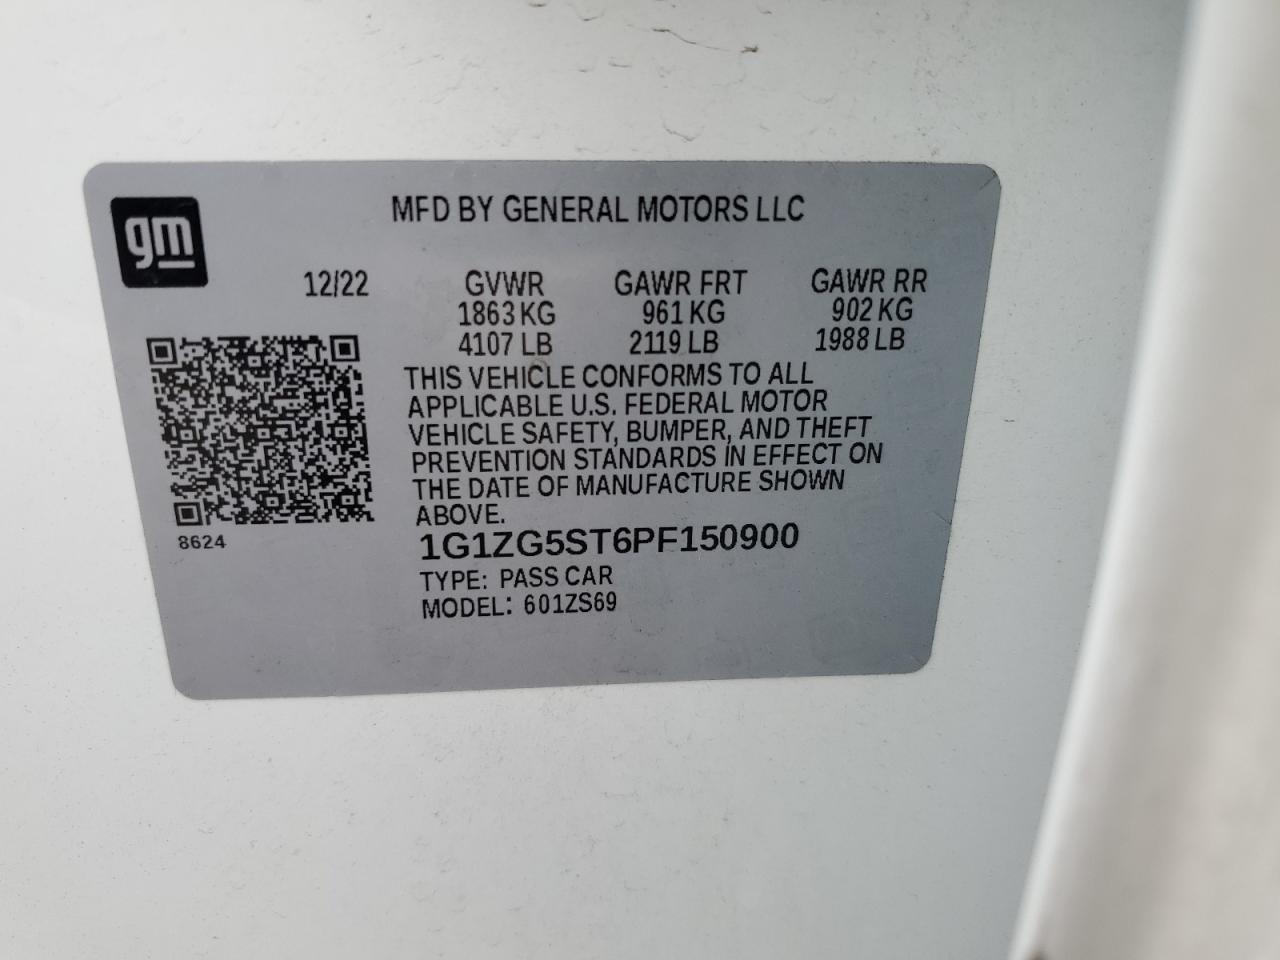 gm
MFD BY GENERAL MOTORS LLC
12/22 GVWR GAWR FRT GAWR RR
1863 KG 961 KG 902 KG
4107 LB 2119 LB 1988 LB
THIS VEHICLE CONFORMS TO ALL
APPLICABLE U.S. FEDERAL MOTOR
VEHICLE SAFETY, BUMPER, AND THEFT
PREVENTION STANDARDS IN EFFECT ON
THE DATE OF MANUFACTURE SHOWN
ABOVE.
8624
1G1ZG5ST6PF150900
TYPE: PASS CAR
MODEL: 601ZS69